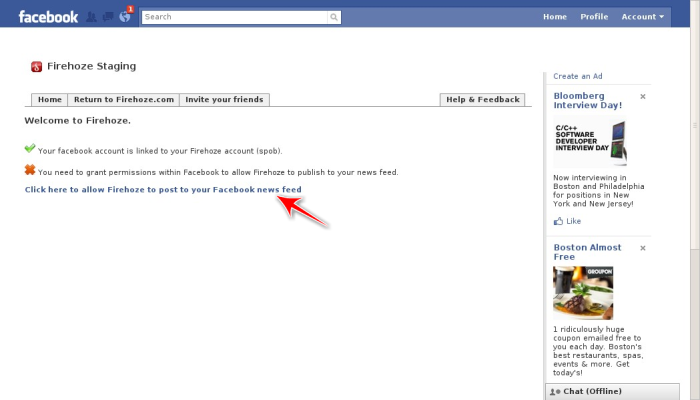 facebook
1
Search
Home Profile Account
Firehoze Staging
Home Return to Firehoze.com Invite your friends Help & Feedback
Welcome to Firehoze.
Your facebook account is linked to your Firehoze account (spob).
You need to grant permissions within Facebook to allow Firehoze to publish to your news feed.
Click here to allow Firehoze to post to your Facebook news feed
Create an Ad
Bloomberg
Interview Day!
C/C++
SOFTWARE
DEVELOPER
INTERVIEW DAY
Now interviewing in
Boston and Philadelphia
for positions in New
York and New Jersey!
Like
Boston Almost
Free
GROUPON
1 ridiculously huge
coupon emailed free to
you each day. Boston's
best restaurants, spas,
events & more. Get
today's!
Chat (Offline)